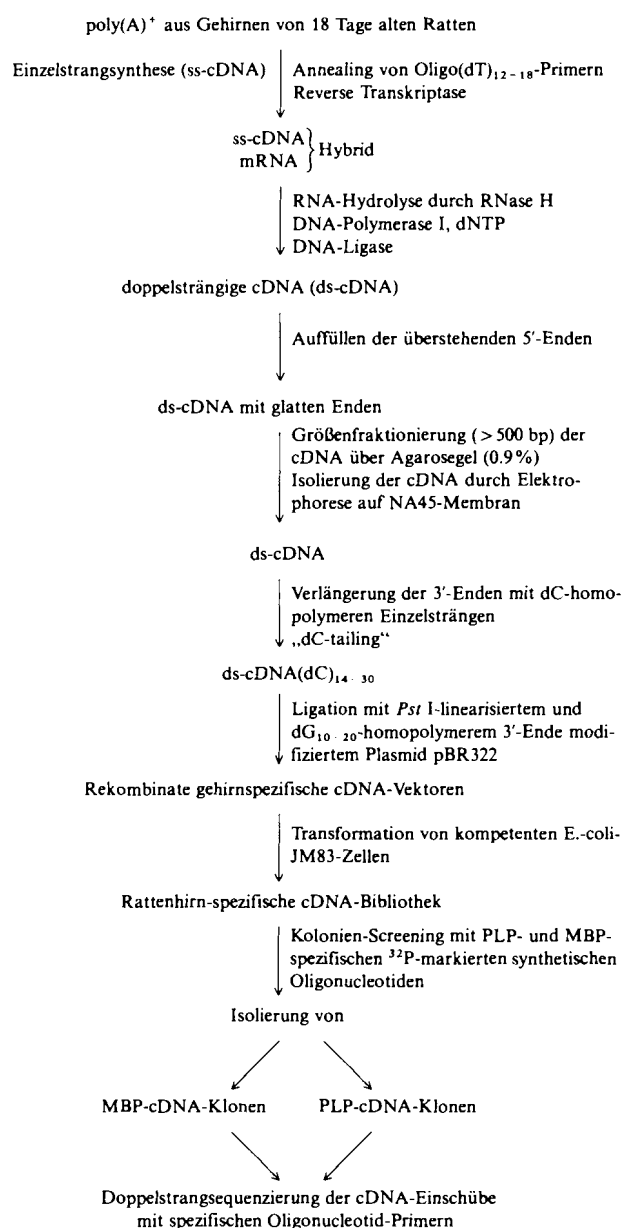 poly(A)⁺ aus Gehirnen von 18 Tage alten Ratten
Einzelstrangsynthese (ss-cDNA)
Annealing von Oligo(dT)₁₂₋₁₈-Primern
Reverse Transkriptase
ss-cDNA
mRNA
} Hybrid
RNA-Hydrolyse durch RNase H
DNA-Polymerase I, dNTP
DNA-Ligase
doppelsträngige cDNA (ds-cDNA)
Auffüllen der überstehenden 5'-Enden
ds-cDNA mit glatten Enden
Größenfraktionierung (> 500 bp) der
cDNA über Agarosegel (0.9%)
Isolierung der cDNA durch Elektro-
phorese auf NA45-Membran
ds-cDNA
Verlängerung der 3'-Enden mit dC-homo-
polymeren Einzelsträngen
„dC-tailing“
ds-cDNA(dC)₁₄₋₃₀
Ligation mit Pst I-linearisiertem und
dG₁₀₋₂₀-homopolymerem 3'-Ende modi-
fiziertem Plasmid pBR322
Rekombinate gehirnspezifische cDNA-Vektoren
Transformation von kompetenten E.-coli-
JM83-Zellen
Rattenhirn-spezifische cDNA-Bibliothek
Kolonien-Screening mit PLP- und MBP-
spezifischen ³²P-markierten synthetischen
Oligonucleotiden
Isolierung von
MBP-cDNA-Klonen PLP-cDNA-Klonen
Doppelstrangsequenzierung der cDNA-Einschübe
mit spezifischen Oligonucleotid-Primern